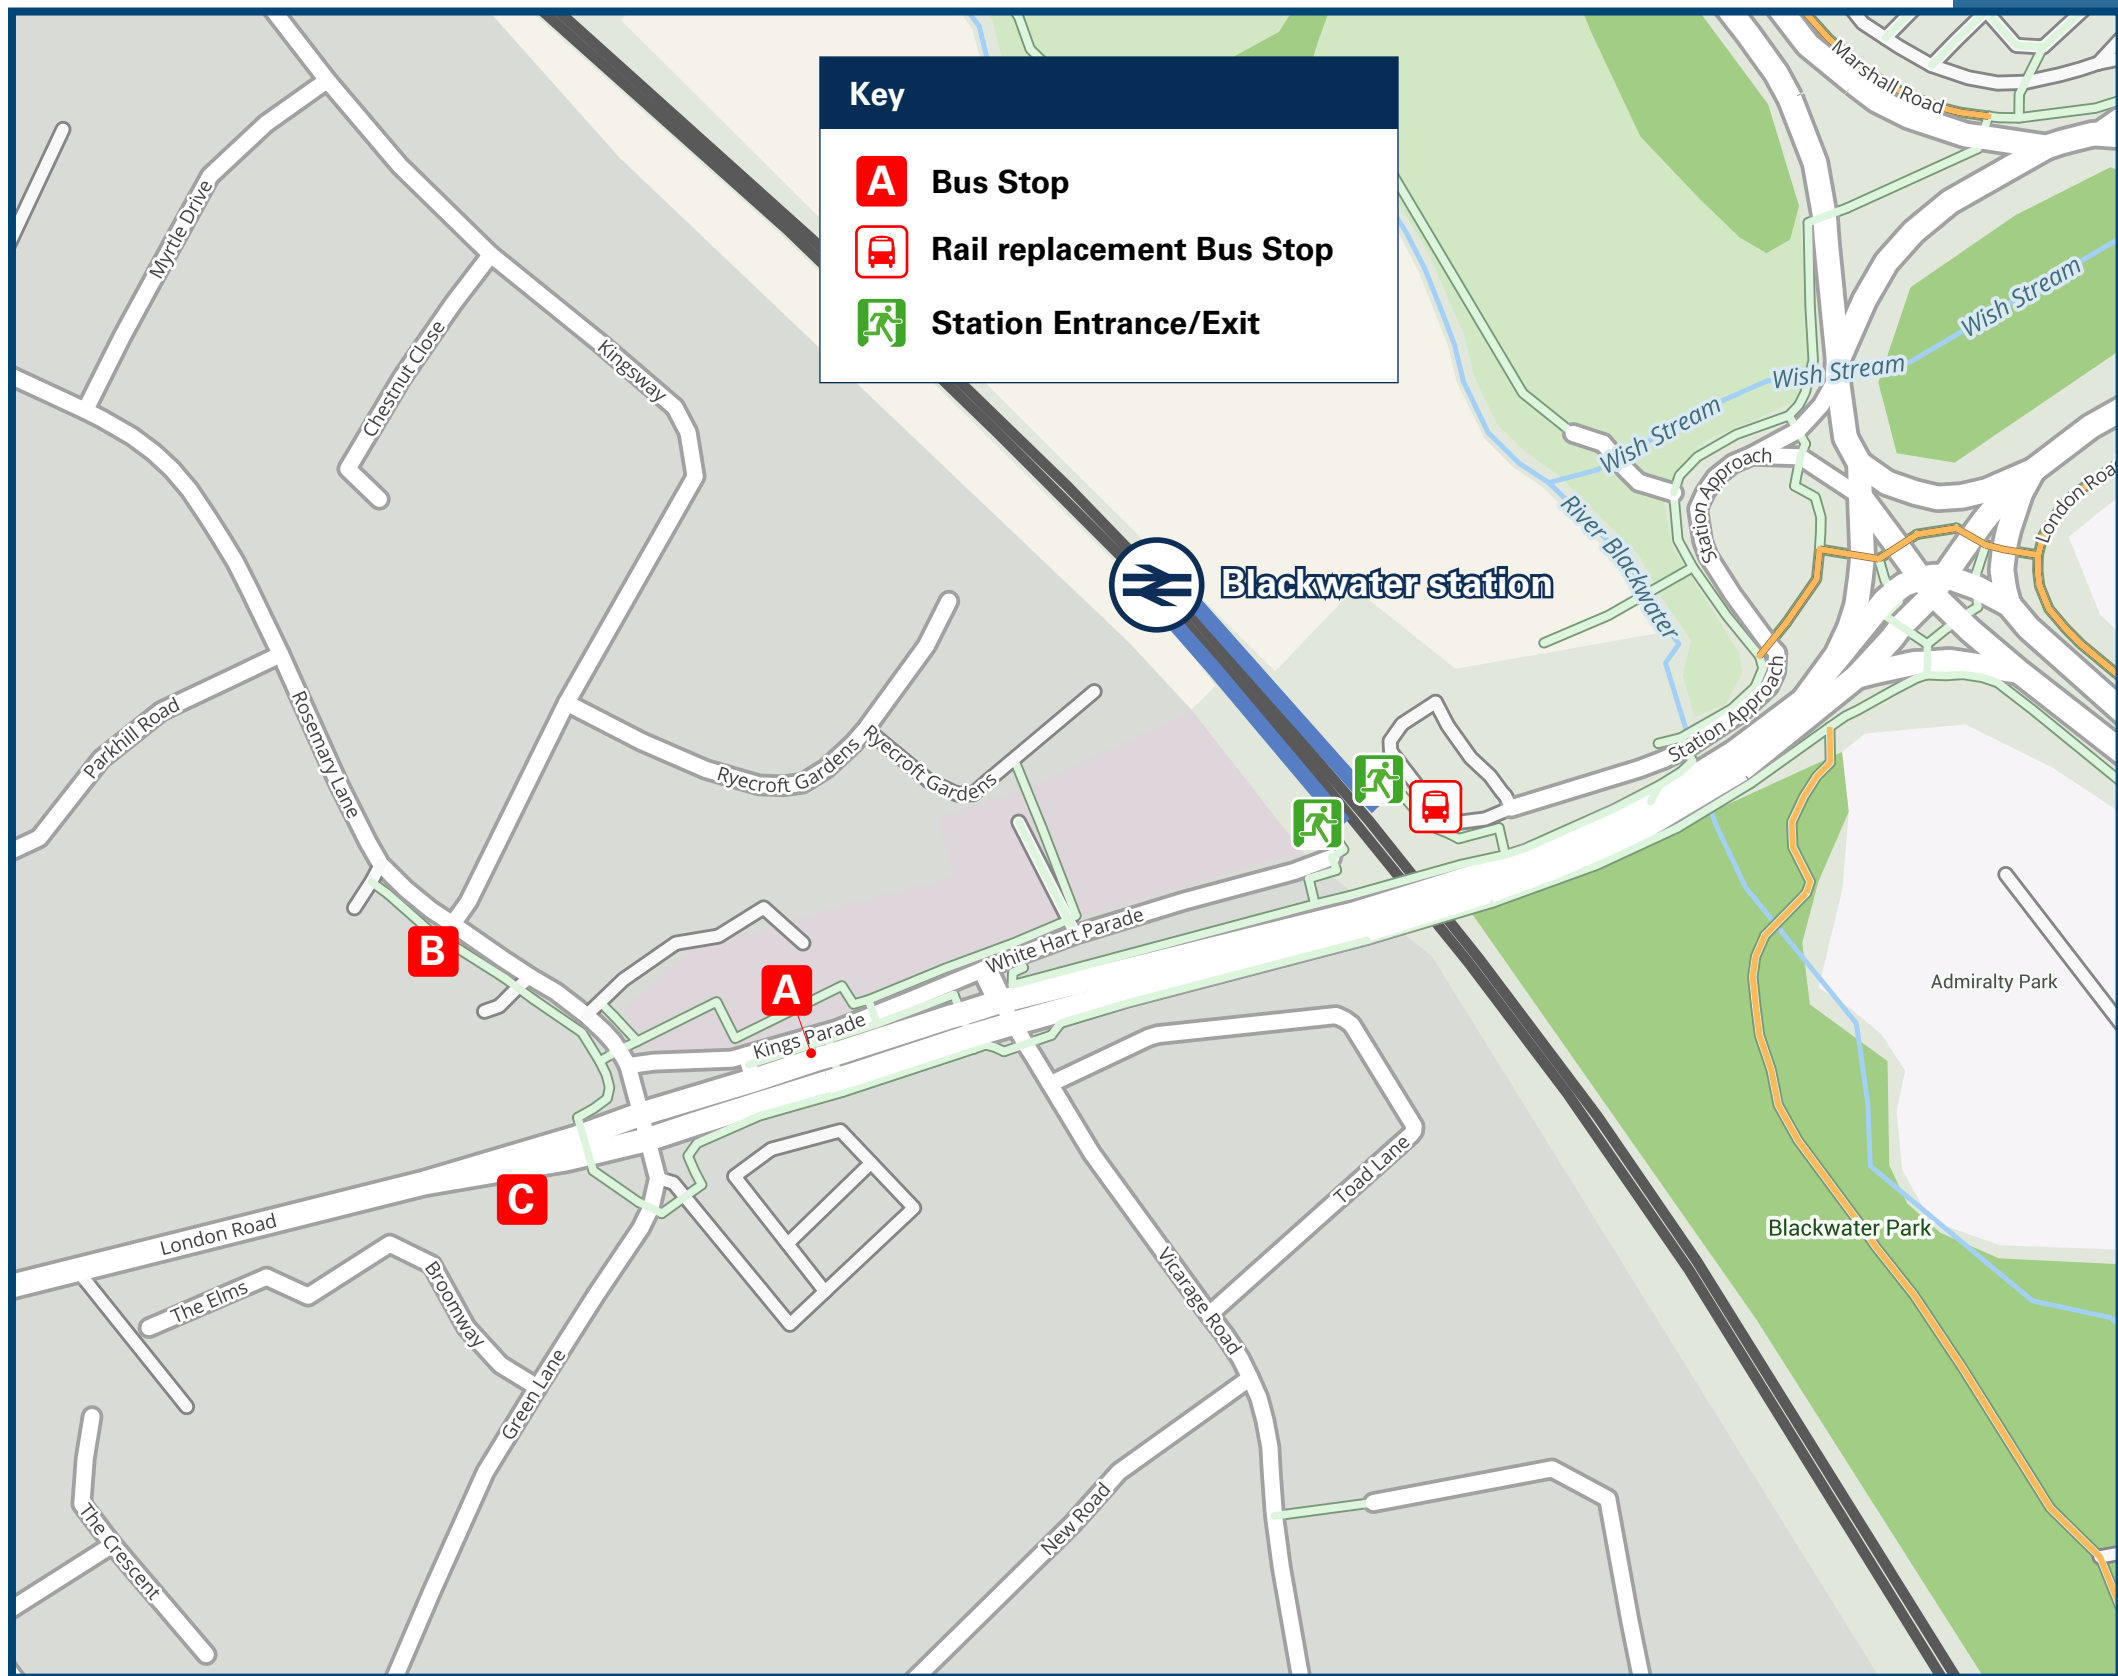 Key
A Bus Stop
Rail replacement Bus Stop
Station Entrance/Exit
Marshall Road
Myrtle Drive
Wish Stream
Wish Stream
Wish Stream
Chestnut Close
Kingsway
Station Approach
London Roa
River Blackwater
Blackwater station
Parkhill Road
Rosemary Lane
Ryecroft Gardens
Ryecroft Gardens
Station Approach
B
A
White Hart Parade
Kings Parade
Admiralty Park
C
London Road
The Elms
Broomway
Toad Lane
Blackwater Park
Vicarage Road
Green Lane
New Road
The Crescent